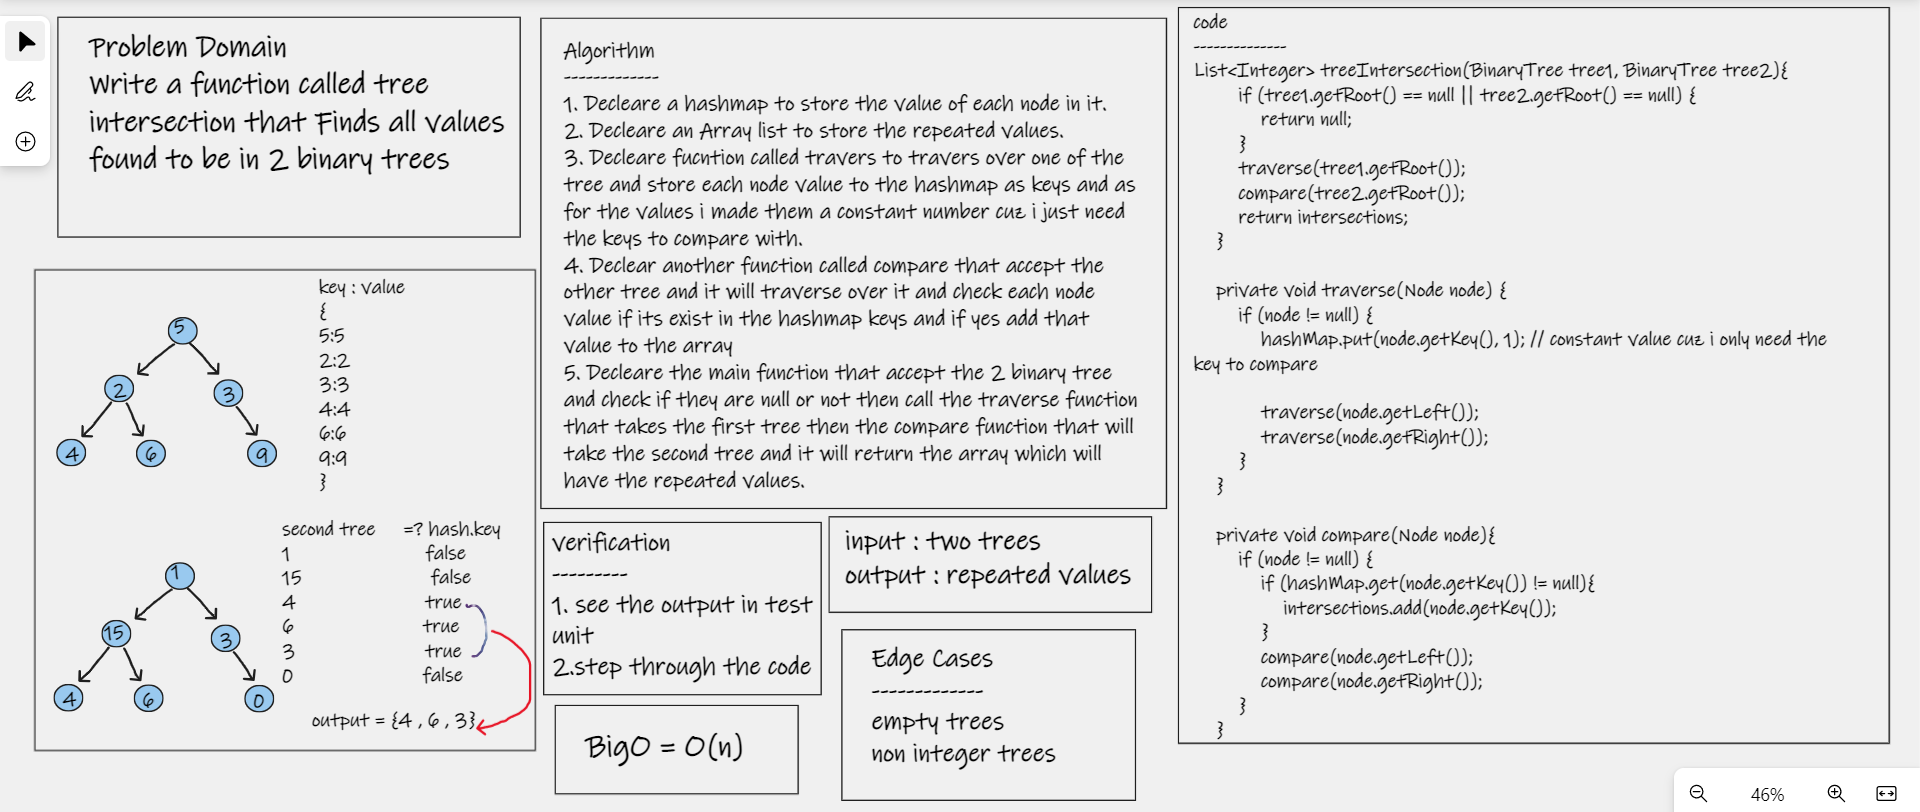 Problem Domain
Write a function called tree
intersection that Finds all values
found to be in 2 binary trees
key : value
{
5:5
2:2
3:3
4:4
6:6
9:9
}
5
2
3
4
6
9
second tree =? hash.key
1 false
15 false
4 true
6 true
3 true
0 false
output = {4 , 6 , 3}
1
15
3
4
6
0
Algorithm
-------------
1. Decleare a hashmap to store the value of each node in it.
2. Decleare an Array list to store the repeated values.
3. Decleare fucntion called travers to travers over one of the
tree and store each node value to the hashmap as keys and as
for the values i made them a constant number cuz i just need
the keys to compare with.
4. Declear another function called compare that accept the
other tree and it will traverse over it and check each node
value if its exist in the hashmap keys and if yes add that
value to the array
5. Decleare the main function that accept the 2 binary tree
and check if they are null or not then call the traverse function
that takes the first tree then the compare function that will
take the second tree and it will return the array which will
have the repeated values.
verification
---------
1. see the output in test
unit
2.step through the code
input : two trees
output : repeated values
BigO = O(n)
Edge Cases
-------------
empty trees
non integer trees
code
--------------
List<Integer> treeIntersection(BinaryTree tree1, BinaryTree tree2){
if (tree1.getRoot() == null || tree2.getRoot() == null) {
return null;
}
traverse(tree1.getRoot());
compare(tree2.getRoot());
return intersections;
}
private void traverse(Node node) {
if (node != null) {
hashMap.put(node.getKey(), 1); // constant value cuz i only need the
key to compare
traverse(node.getLeft());
traverse(node.getRight());
}
}
private void compare(Node node){
if (node != null) {
if (hashMap.get(node.getKey()) != null){
intersections.add(node.getKey());
}
compare(node.getLeft());
compare(node.getRight());
}
}
46%